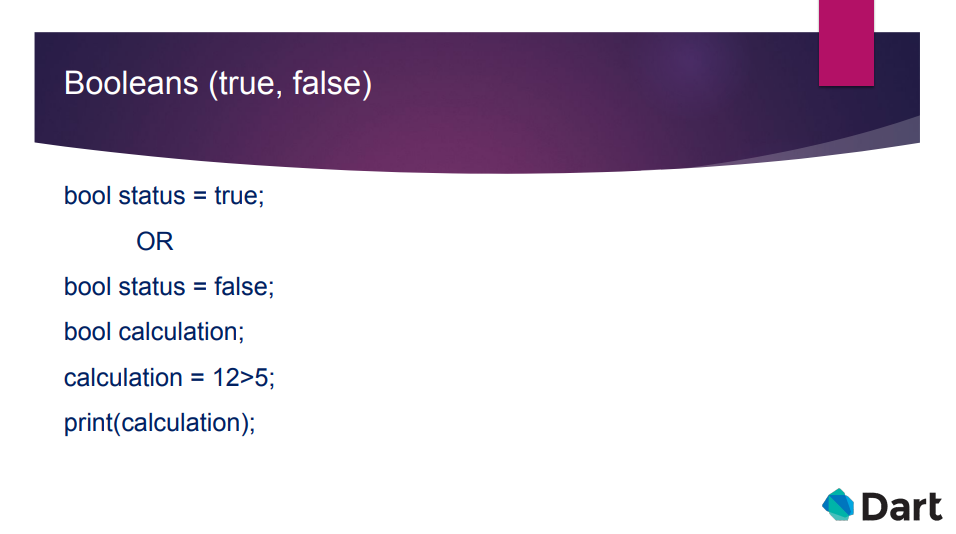 Booleans (true, false)
bool status = true;
OR
bool status = false;
bool calculation;
calculation = 12>5;
print(calculation);
Dart